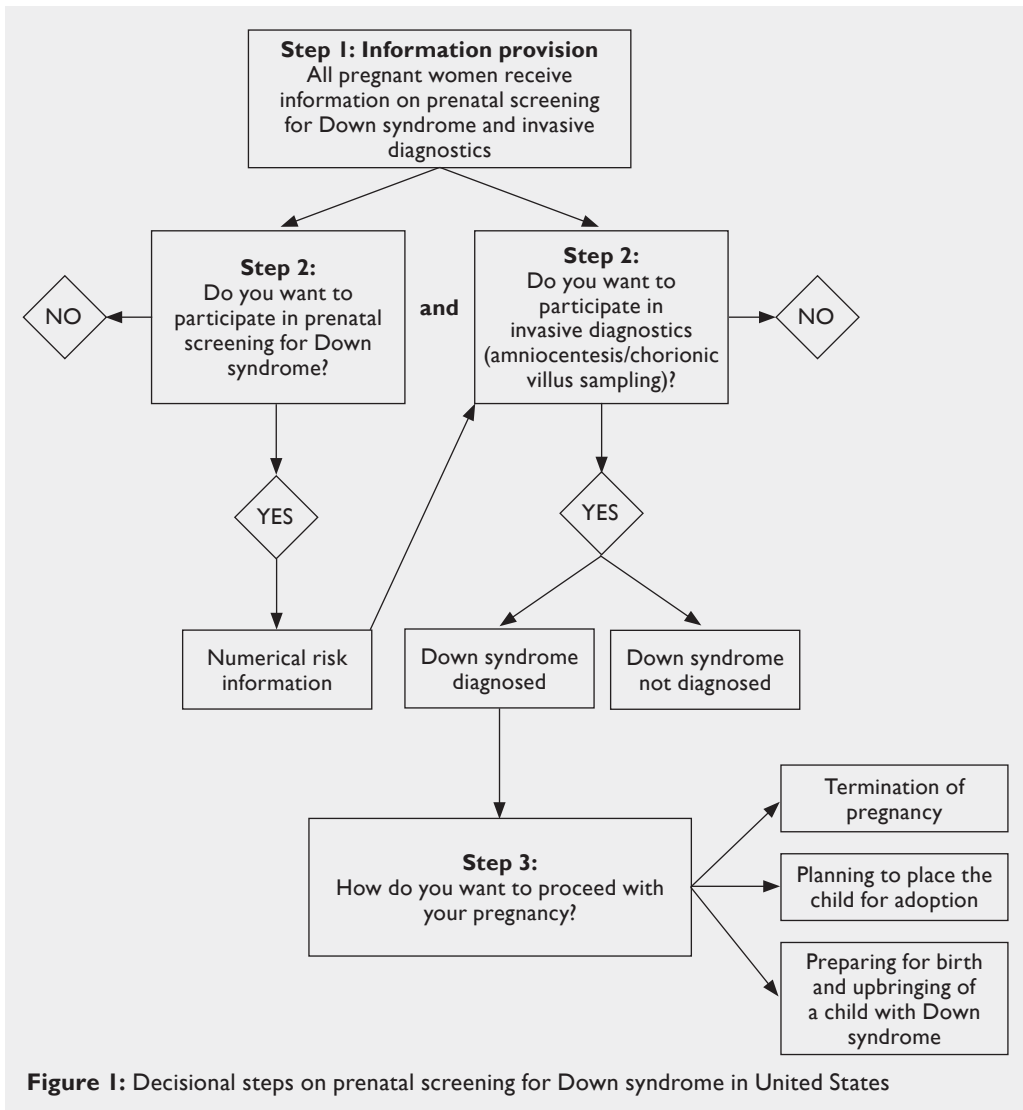 Step 1: Information provision
All pregnant women receive
information on prenatal screening
for Down syndrome and invasive
diagnostics
Step 2:
Do you want to
participate in prenatal
screening for Down
syndrome?
NO
and
Step 2:
Do you want to
participate in
invasive diagnostics
(amniocentesis/chorionic
villus sampling)?
NO
YES
YES
Numerical risk
information
Down syndrome
diagnosed
Down syndrome
not diagnosed
Step 3:
How do you want to proceed with
your pregnancy?
Termination of
pregnancy
Planning to place the
child for adoption
Preparing for birth
and upbringing of
a child with Down
syndrome
Figure 1: Decisional steps on prenatal screening for Down syndrome in United States